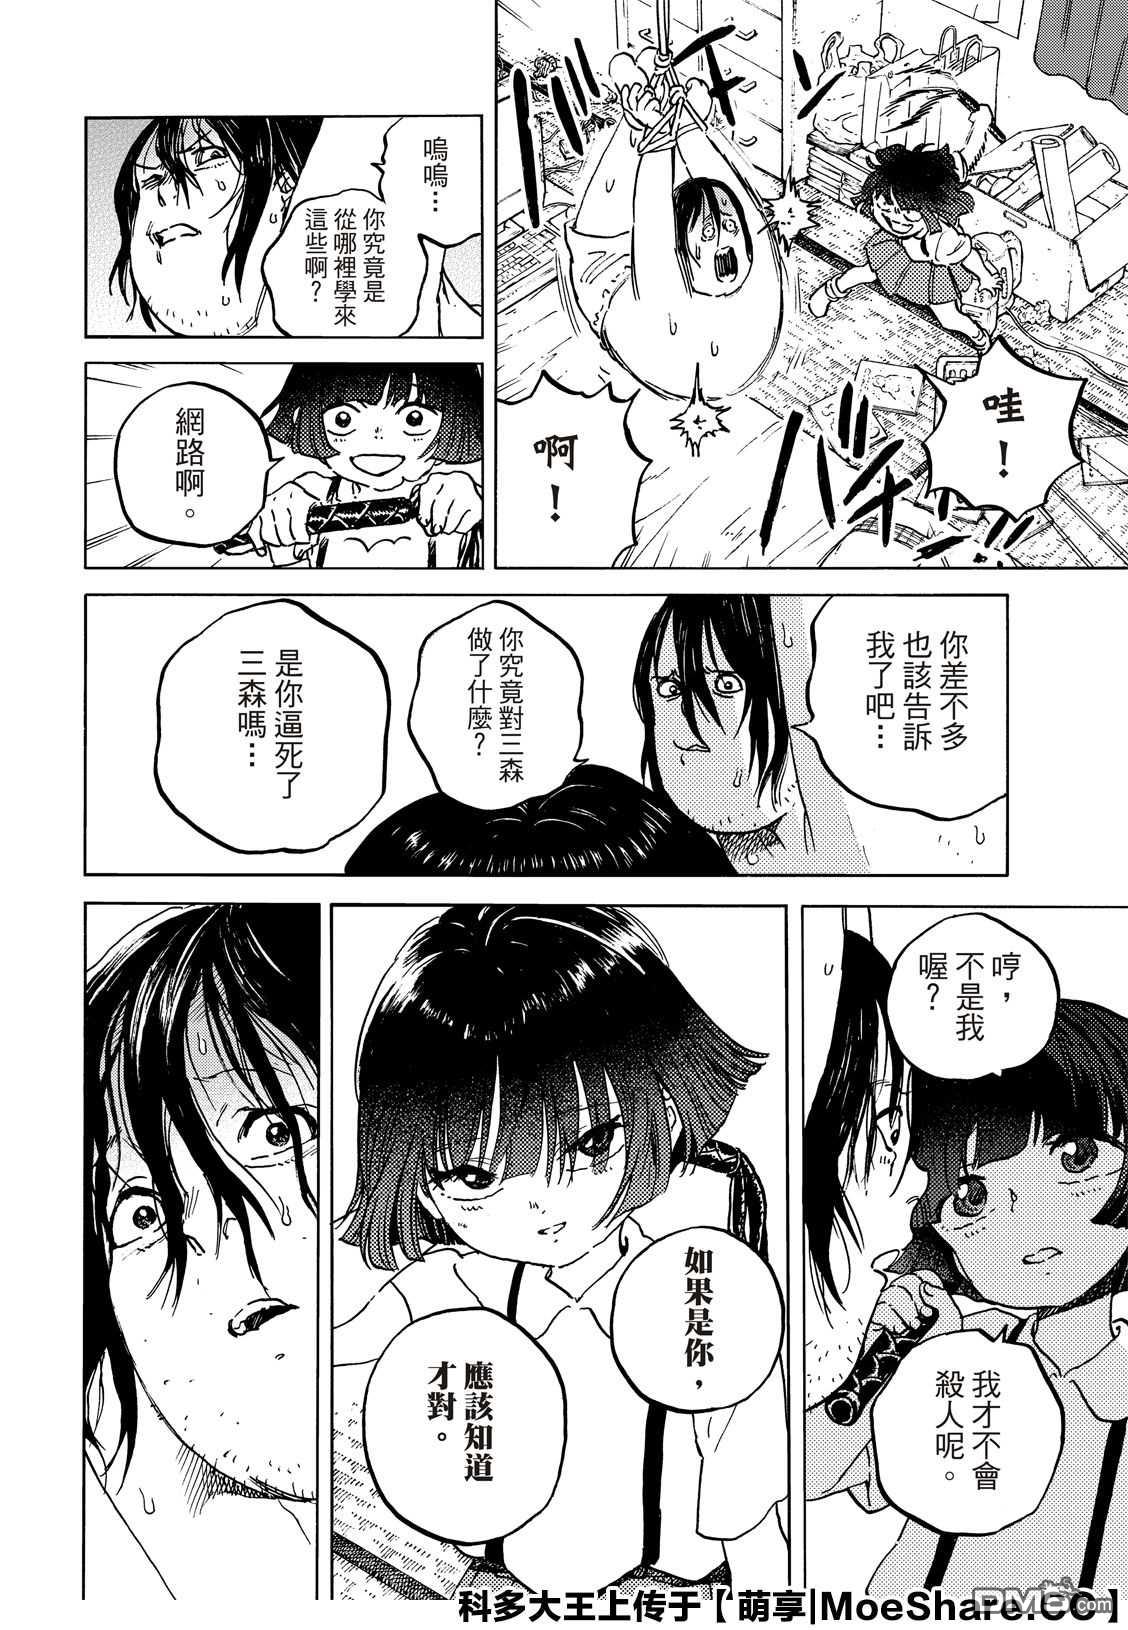 哇！
啊！
嗚嗚…
你究竟是
從哪裡學來
這些啊？
網路啊。
你差不多
也該告訴
我了吧…
你究竟對三森
做了什麼？
是你逼死了
三森嗎…
哼，
不是我
喔？
我才不會
殺人呢。
如果是你，
應該知道
才對。
科多大王上传于【萌享|MoeShare.CC】